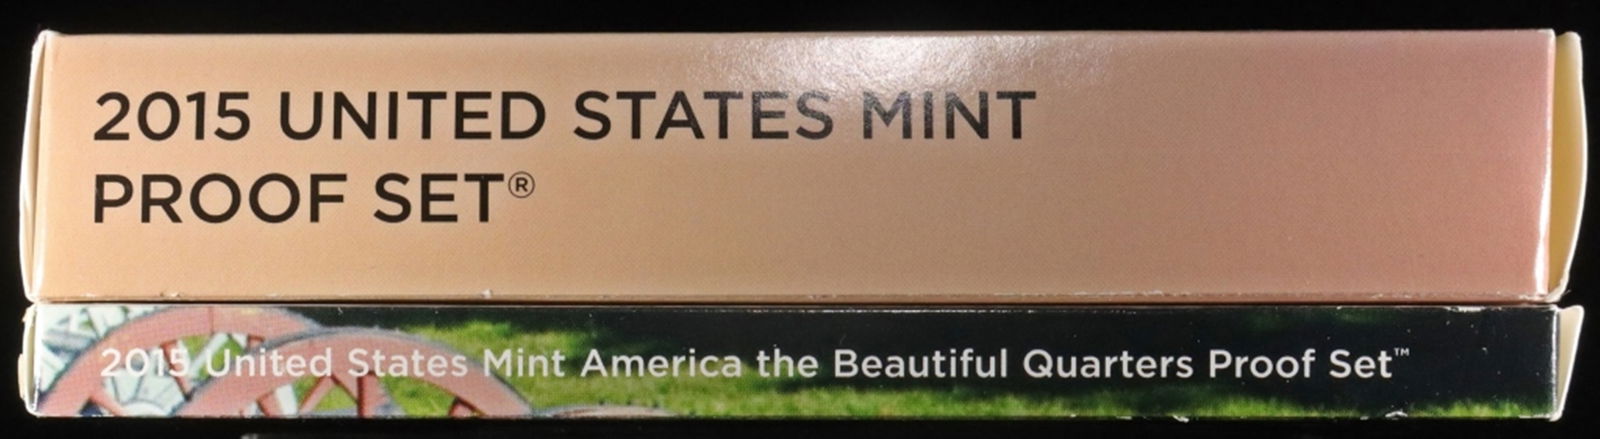 2015 UNITED STATES MINT
PROOF SET®
2015 United States Mint America the Beautiful Quarters Proof Set™